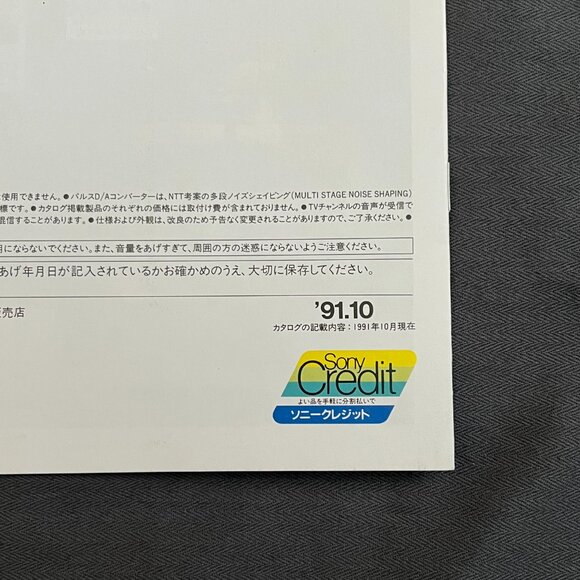 使用できません。●パルスD/Aコンバーターは、NTT考案の多段ノイズシェイピング(MULTI STAGE NOISE SHAPING)
標です。●カタログ掲載製品のそれぞれの価格には取付け費が含まれておりません。●TVチャンネルの音声が受信で
混信することがあります。●仕様および外観は、改良のため予告なく変更されることがありますので、ご了承ください。●
にならないでください。また、音量をあげすぎて、周囲の方の迷惑にならないようご注意ください。
あげ年月日が記入されているかお確かめのうえ、大切に保存してください。
売店
'91.10
カタログの記載内容:1991年10月現在
Sony
Credit
よい品を手軽に分割払いで
ソニークレジット